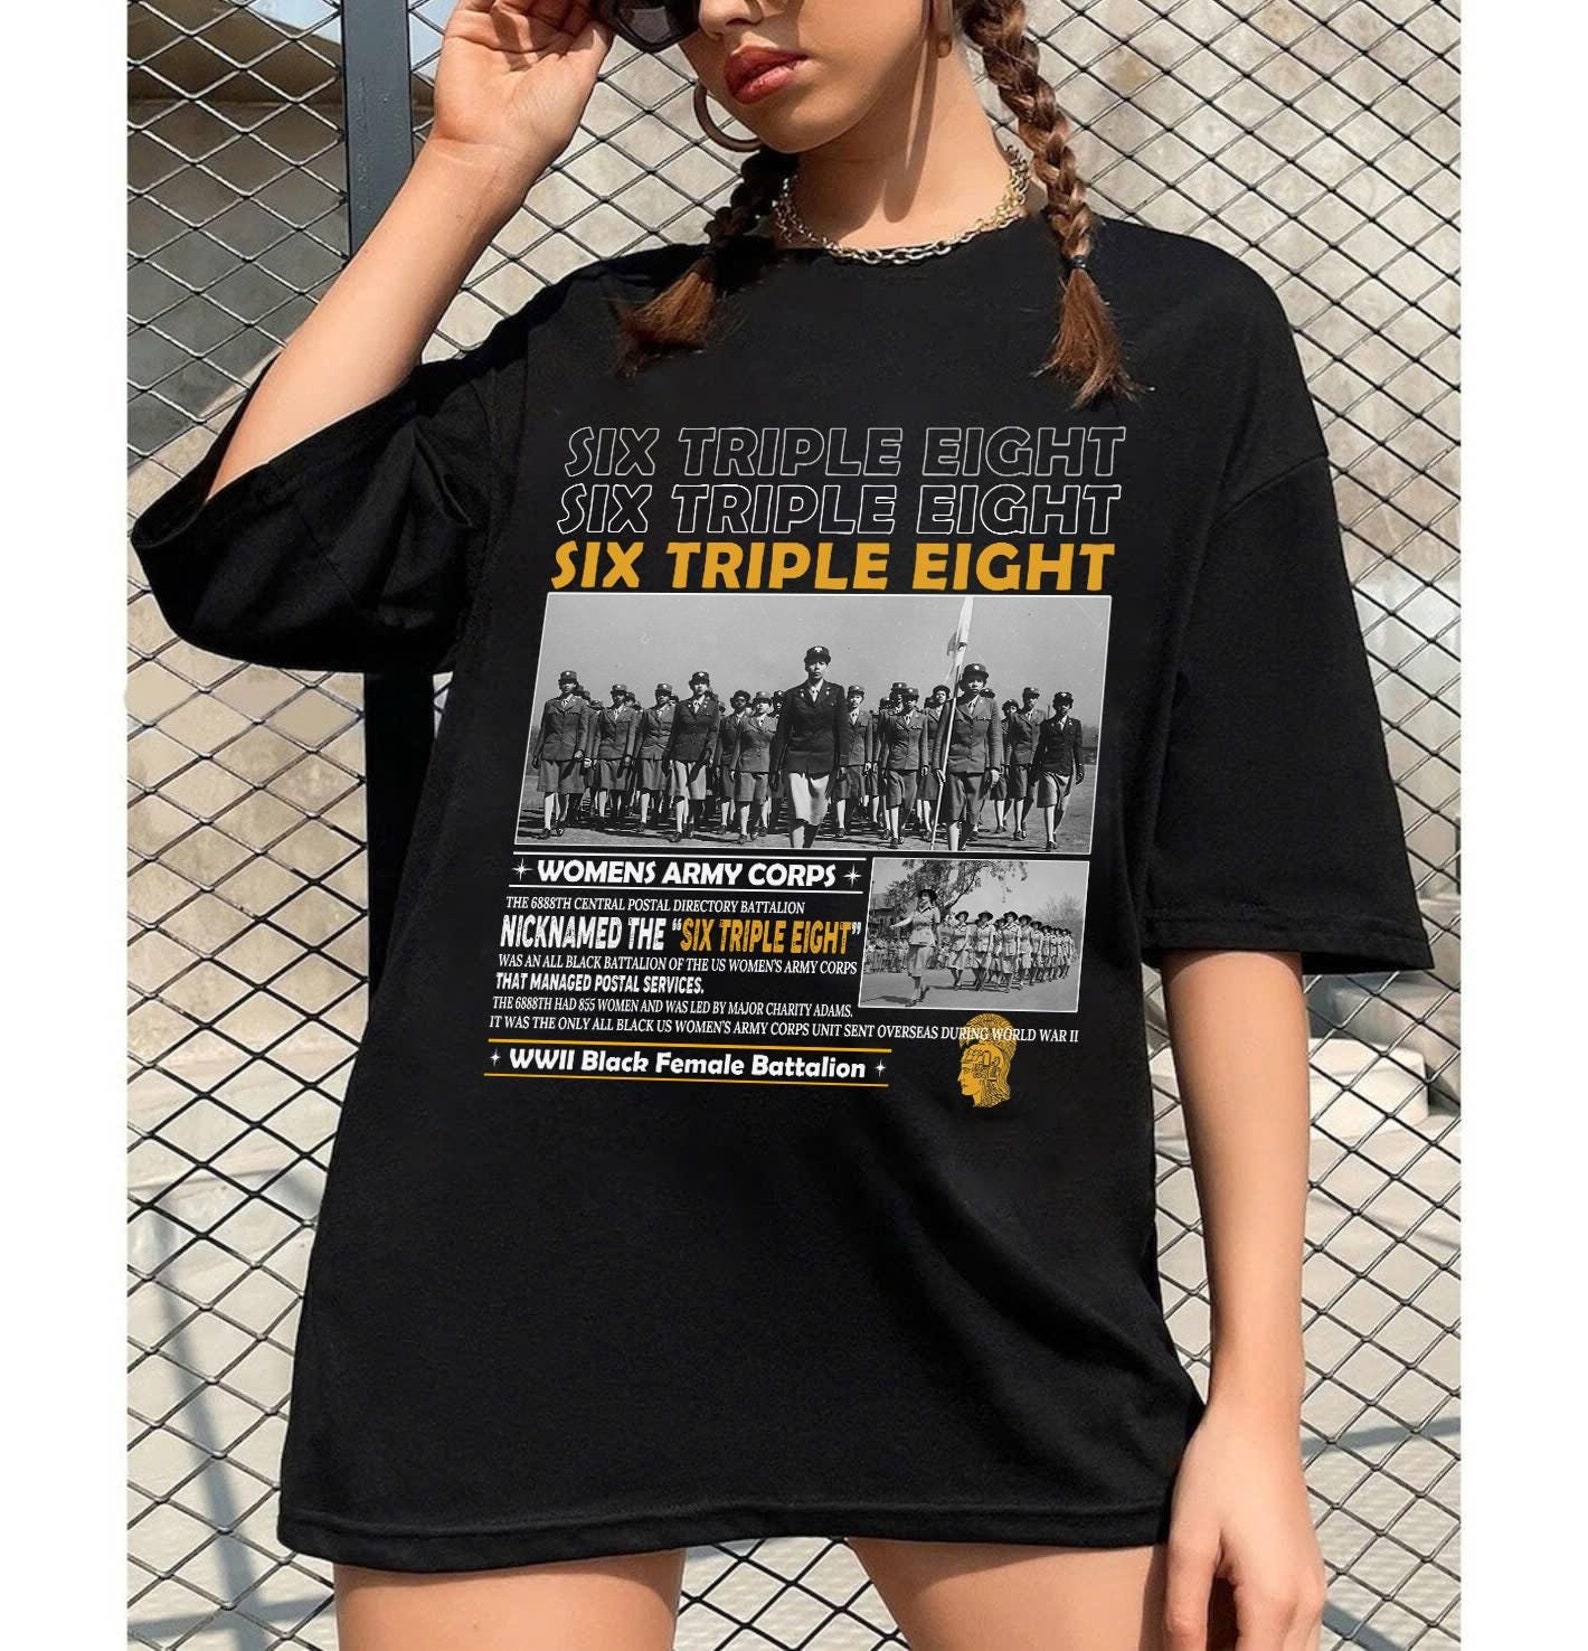 SIX TRIPLE EIGHT
SIX TRIPLE EIGHT
SIX TRIPLE EIGHT
WOMENS ARMY CORPS
THE 6888TH CENTRAL POSTAL DIRECTORY BATTALION
NICKNAMED THE "SIX TRIPLE EIGHT"
WAS AN ALL BLACK BATTALION OF THE US WOMEN'S ARMY CORPS
THAT MANAGED POSTAL SERVICES.
THE 6888TH HAD 855 WOMEN AND WAS LED BY MAJOR CHARITY ADAMS.
IT WAS THE ONLY ALL BLACK US WOMEN'S ARMY CORPS UNIT SENT OVERSEAS DURING WORLD WAR II
WWII Black Female Battalion